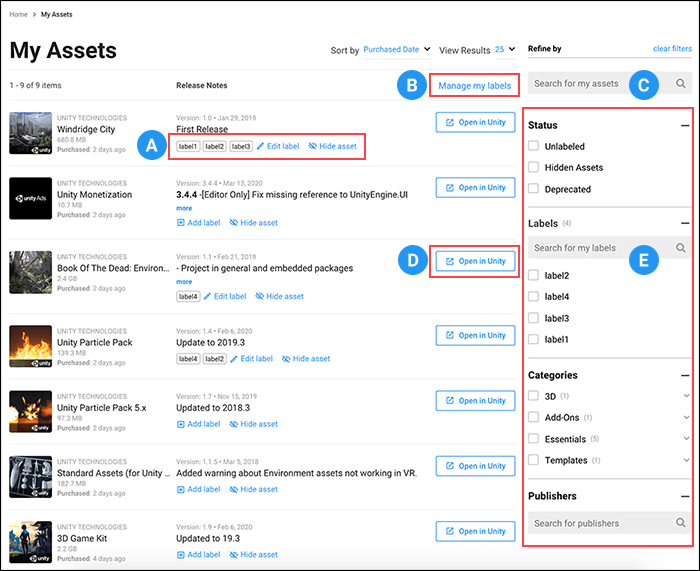 Home > My Assets
My Assets
Sort by Purchased Date View Results 25
1 - 9 of 9 items
Release Notes
B
Manage my labels
UNITY TECHNOLOGIES
Windridge City
680.8 MB
Purchased: 2 days ago
unity
Version: 1.0 • Jan 29, 2019
First Release
A
label1 label2 label3 Edit label Hide asset
Open in Unity
unity Ads
UNITY TECHNOLOGIES
Unity Monetization
10.7 MB
Purchased: 2 days ago
Version: 3.4.4 • Mar 13, 2020
3.4.4 -[Editor Only] Fix missing reference to UnityEngine.UI
more
Add label Hide asset
Open in Unity
UNITY TECHNOLOGIES
Book Of The Dead: Environ...
2.4 GB
Purchased: 2 days ago
Version: 1.1 • Feb 21, 2019
- Project in general and embedded packages
more
label4 Edit label Hide asset
D
Open in Unity
UNITY TECHNOLOGIES
Unity Particle Pack
139.3 MB
Purchased: 2 days ago
unity
Version: 1.4 • Feb 6, 2020
Update to 2019.3
label4 label2 Edit label Hide asset
Open in Unity
UNITY TECHNOLOGIES
Unity Particle Pack 5.x
97.3 MB
Purchased: 2 days ago
unity
Version: 1.7 • Nov 15, 2019
Updated to 2018.3
Add label Hide asset
Open in Unity
UNITY TECHNOLOGIES
Standard Assets (for Unity ...
182.7 MB
Purchased: 2 days ago
unity
Version: 1.1.5 • Mar 5, 2018
Added warning about Environment assets not working in VR.
Add label Hide asset
Open in Unity
UNITY TECHNOLOGIES
3D Game Kit
2.2 GB
Purchased: 4 days ago
unity
Version: 1.9 • Feb 6, 2020
Updated to 19.3
Add label Hide asset
Open in Unity
Refine by
clear filters
Search for my assets
C
Status
Unlabeled
Hidden Assets
Deprecated
Labels (4)
Search for my labels
E
label2
label4
label3
label1
Categories
3D (1)
Add-Ons (1)
Essentials (5)
Templates (1)
Publishers
Search for publishers